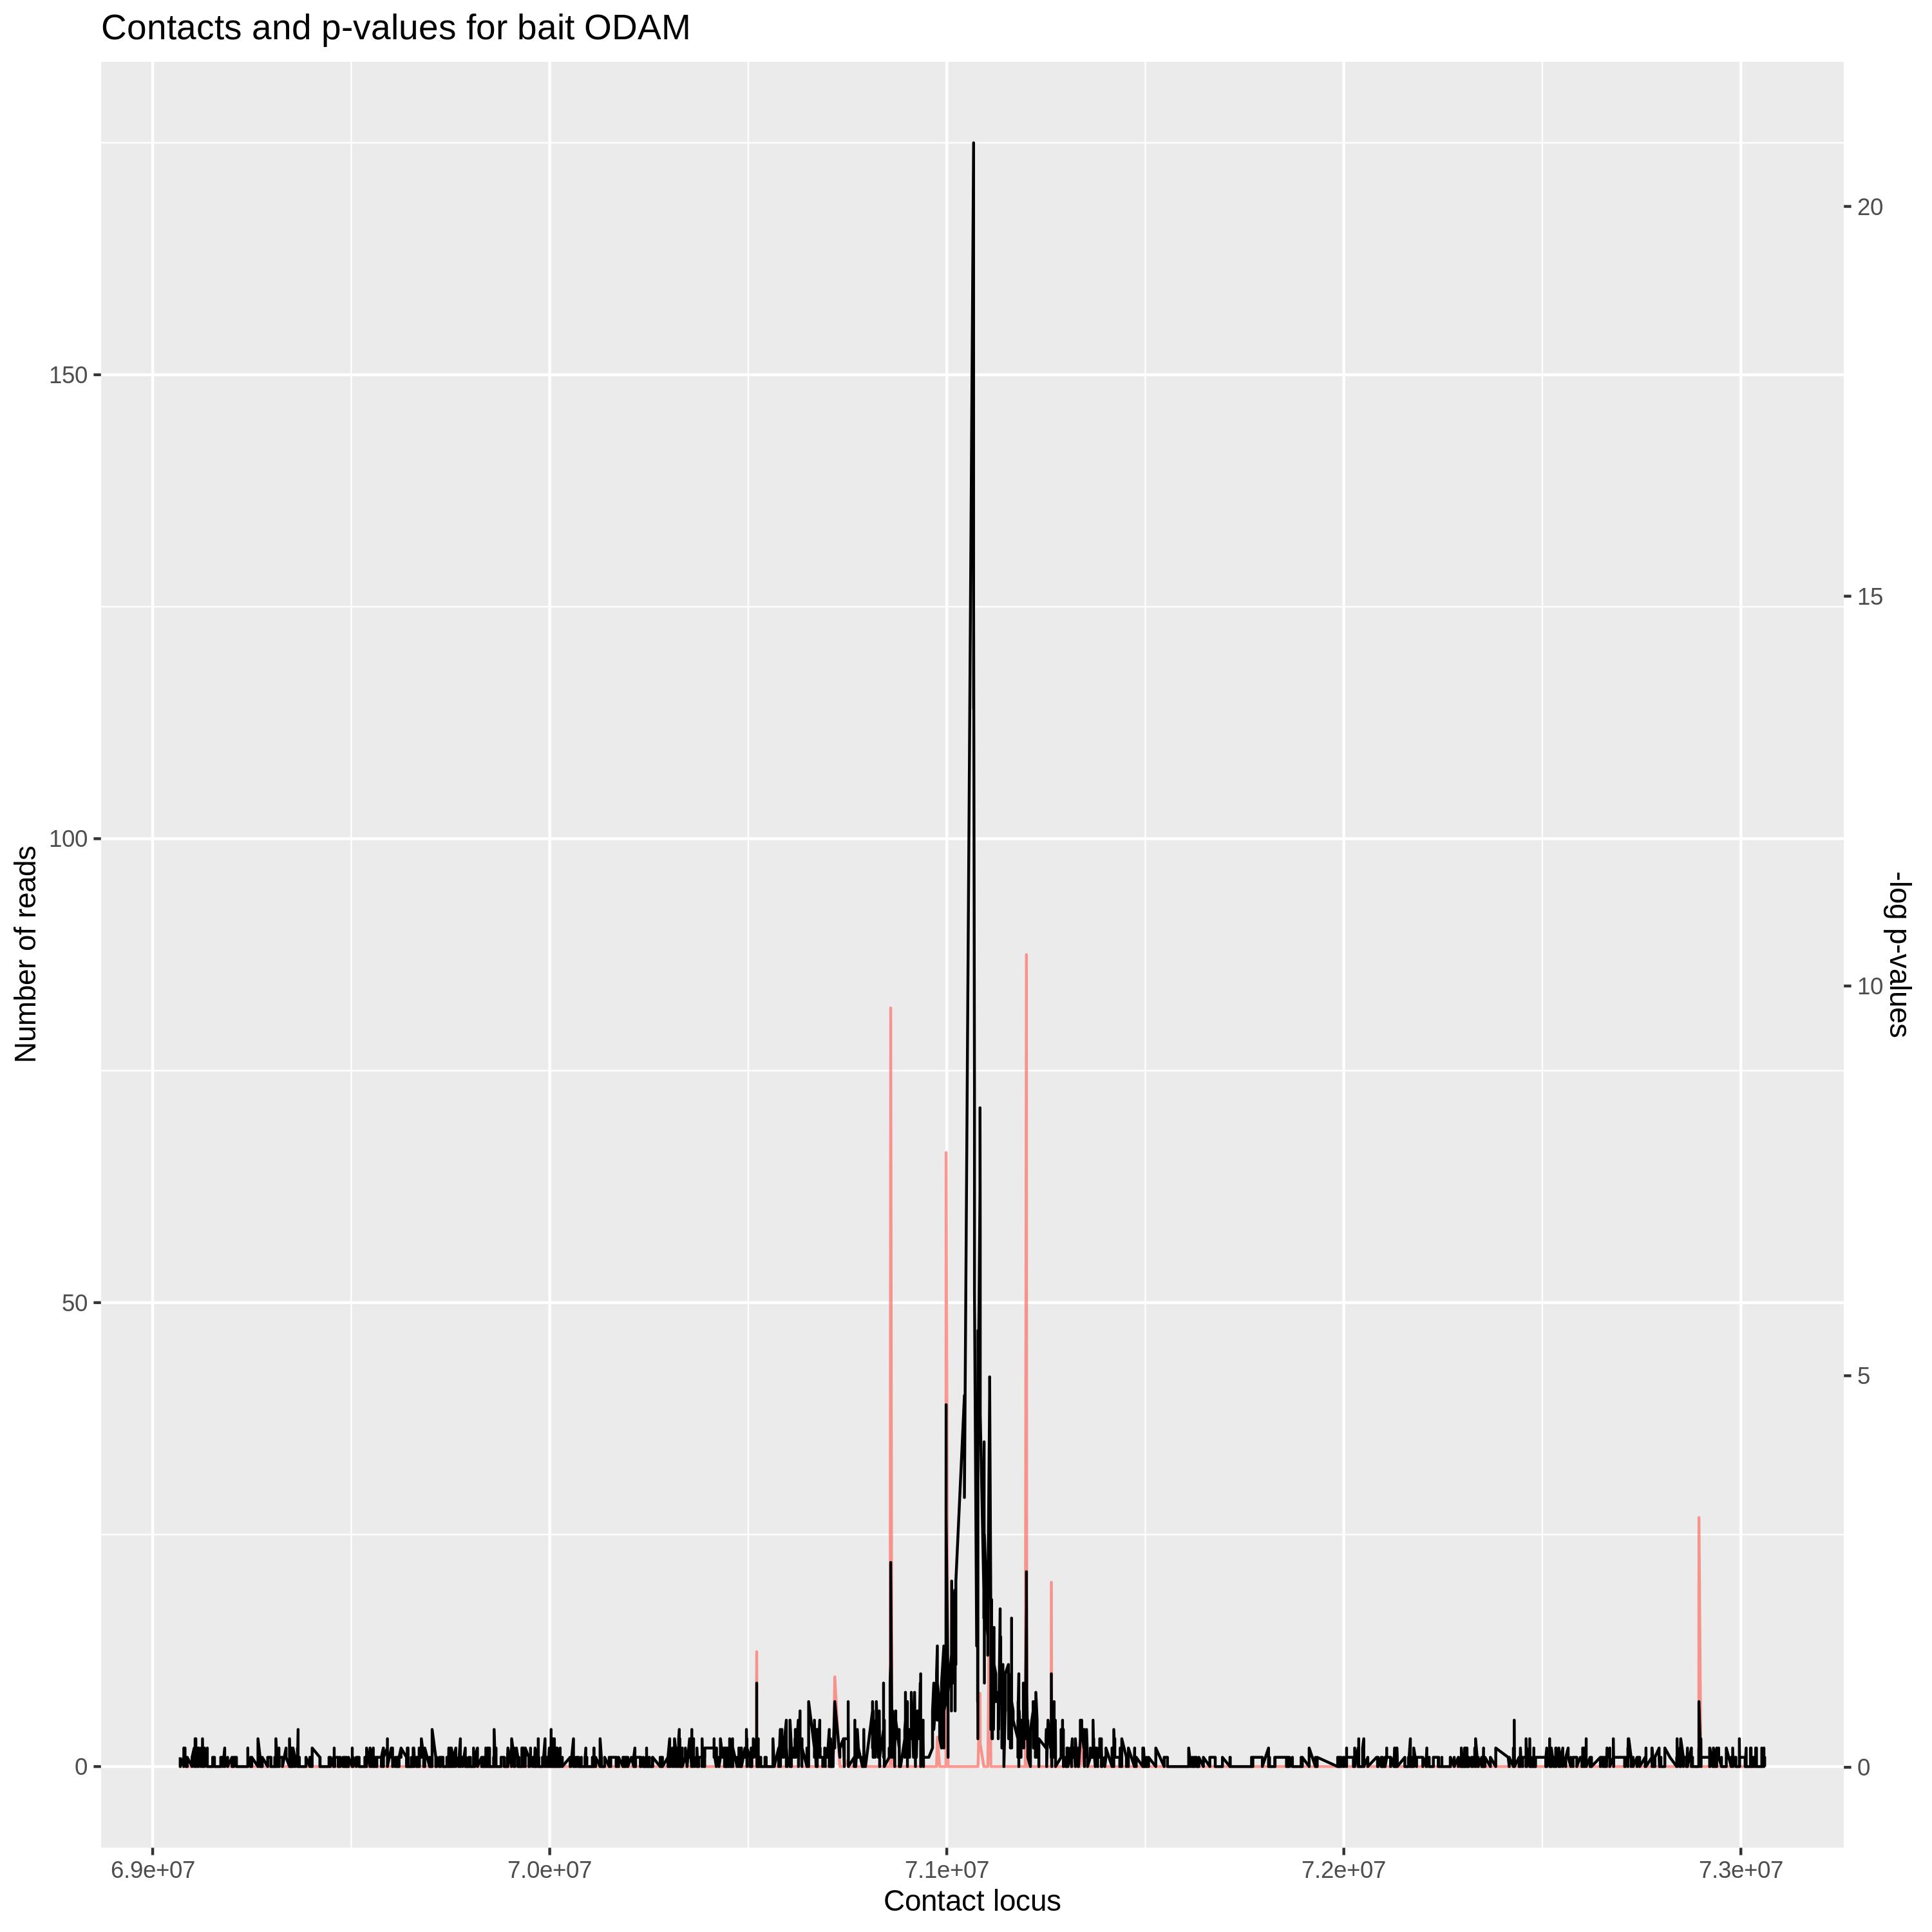 Contacts and p-values for bait ODAM
Number of reads
150
100
50
0
20
15
10
5
0
-log p-values
6.9e+07
7.0e+07
7.1e+07
7.2e+07
7.3e+07
Contact locus